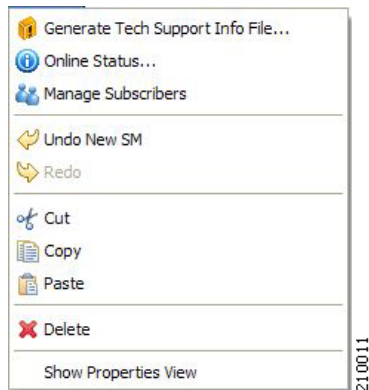 Generate Tech Support Info File...
Online Status...
Manage Subscribers
Undo New SM
Redo
Cut
Copy
Paste
Delete
Show Properties View
210011